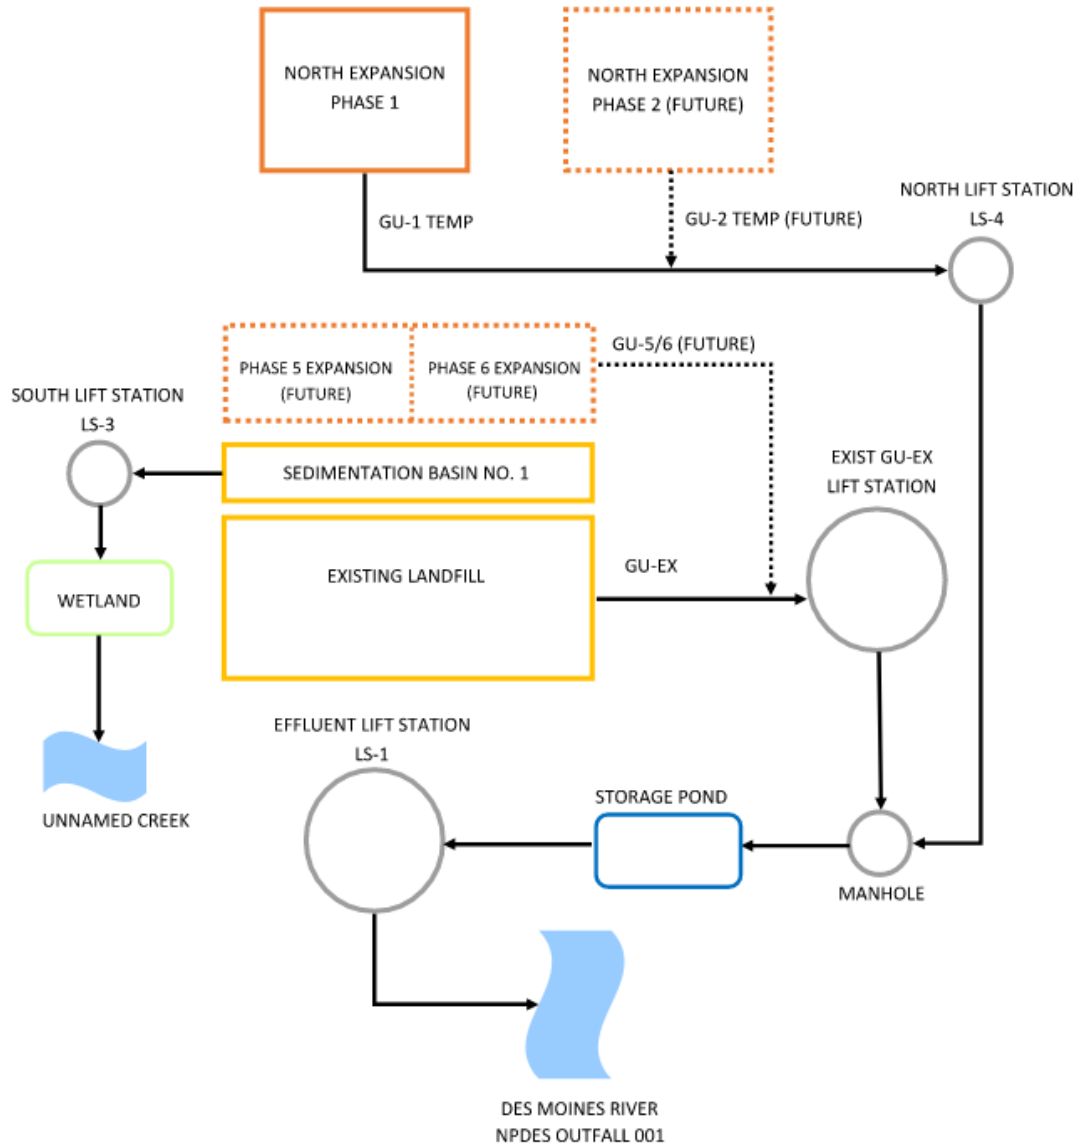 NORTH EXPANSION
PHASE 1
NORTH EXPANSION
PHASE 2 (FUTURE)
NORTH LIFT STATION
LS-4
GU-1 TEMP
GU-2 TEMP (FUTURE)
GU-5/6 (FUTURE)
PHASE 5 EXPANSION
(FUTURE)
PHASE 6 EXPANSION
(FUTURE)
SOUTH LIFT STATION
LS-3
SEDIMENTATION BASIN NO. 1
EXIST GU-EX
LIFT STATION
EXISTING LANDFILL
GU-EX
WETLAND
EFFLUENT LIFT STATION
LS-1
STORAGE POND
UNNAMED CREEK
MANHOLE
DES MOINES RIVER
NPDES OUTFALL 001